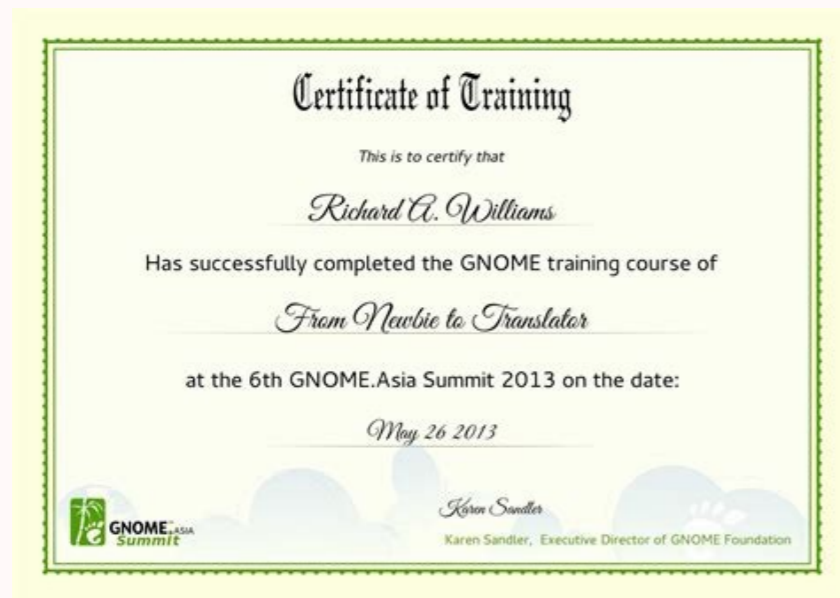 Certificate of Training
This is to certify that
Richard A. Williams
Has successfully completed the GNOME training course of
From Newbie to Translator
at the 6th GNOME.Asia Summit 2013 on the date:
May 26 2013
Karen Sandler
GNOME.ASIA
Summit
Karen Sandler, Executive Director of GNOME Foundation